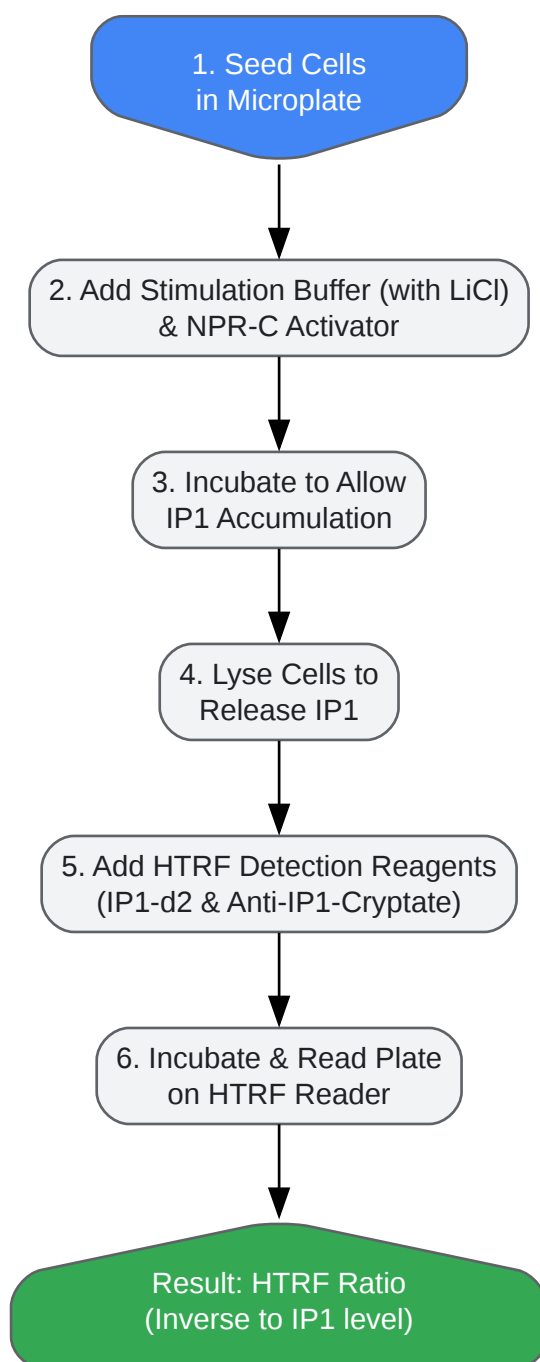 1. Seed Cells
in Microplate
2. Add Stimulation Buffer (with LiCl)
& NPR-C Activator
3. Incubate to Allow
IP1 Accumulation
4. Lyse Cells to
Release IP1
5. Add HTRF Detection Reagents
(IP1-d2 & Anti-IP1-Cryptate)
6. Incubate & Read Plate
on HTRF Reader
Result: HTRF Ratio
(Inverse to IP1 level)